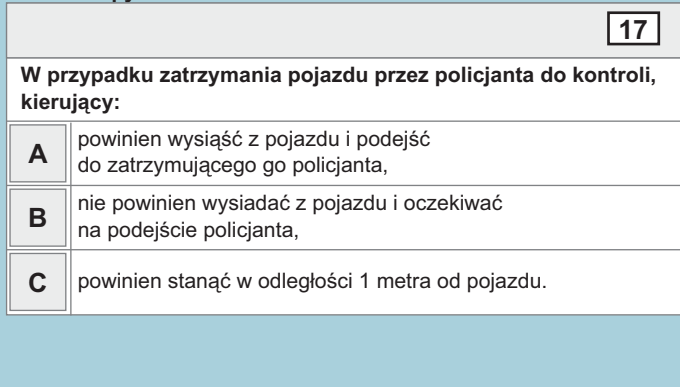 17
W przypadku zatrzymania pojazdu przez policjanta do kontroli,
kierujący:
A
powinien wysiąść z pojazdu i podejść
do zatrzymującego go policjanta,
B
nie powinien wysiadać z pojazdu i oczekiwać
na podejście policjanta,
C
powinien stanąć w odległości 1 metra od pojazdu.